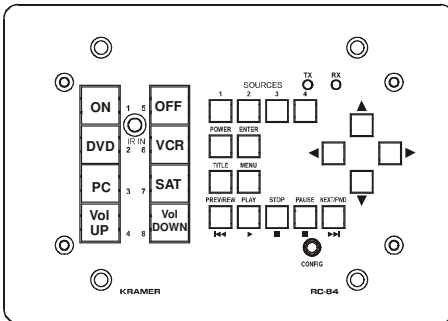 SOURCES TX RX
1 2 3 4
ON 1 5 OFF
IR IN
POWER ENTER
DVD 2 6 VCR
TITLE MENU
PC 3 7 SAT
PREV/REW PLAY STOP PAUSE NEXT/FWD
Vol UP 4 8 Vol DOWN
CONFIG
KRAMER RC-84